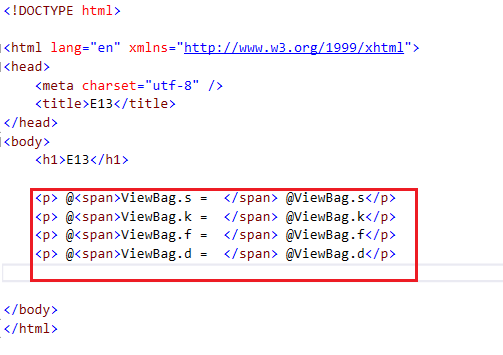 <!DOCTYPE html>
<html lang="en" xmlns="http://www.w3.org/1999/xhtml">
<head>
<meta charset="utf-8" />
<title>E13</title>
</head>
<body>
<h1>E13</h1>
<p> @<span>ViewBag.s =  </span> @ViewBag.s</p>
<p> @<span>ViewBag.k =  </span> @ViewBag.k</p>
<p> @<span>ViewBag.f =  </span> @ViewBag.f</p>
<p> @<span>ViewBag.d =  </span> @ViewBag.d</p>
</body>
</html>